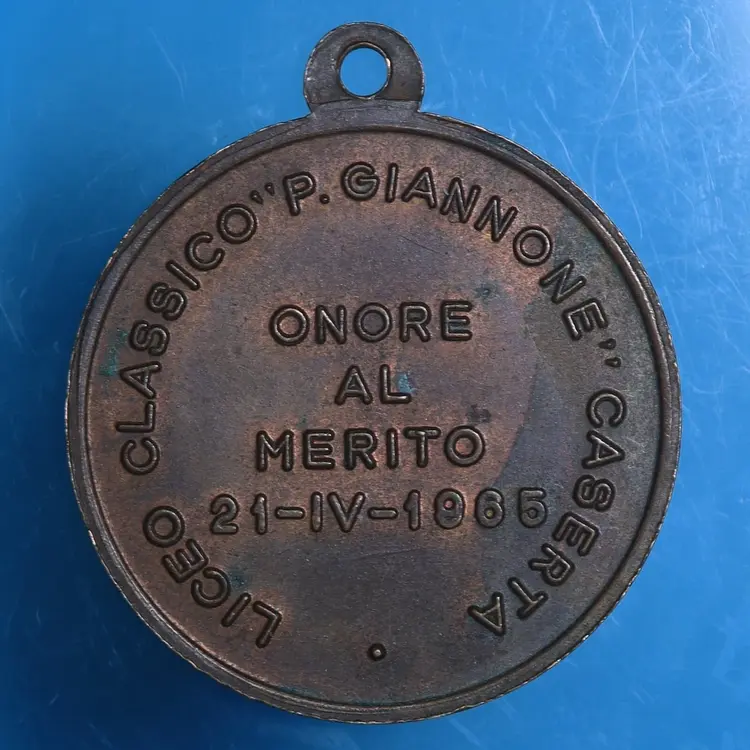 LICEO CLASSICO "P. GIANNONE" CASERTA
ONORE
AL
MERITO
21-IV-1965